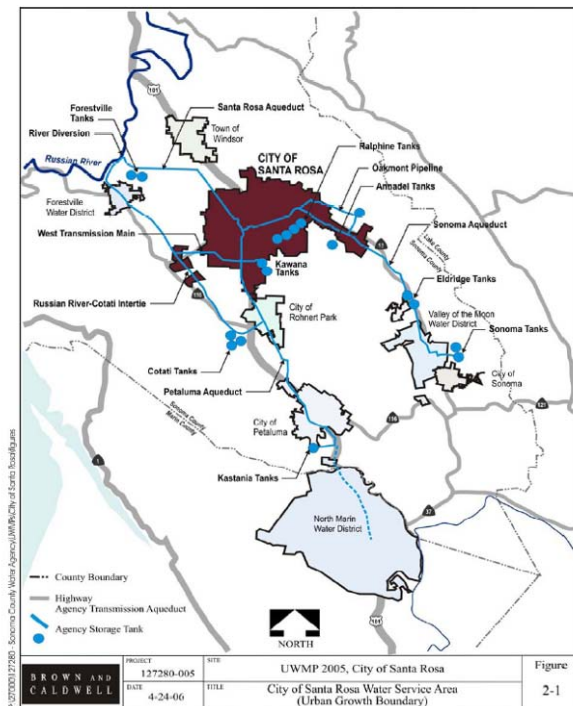 101
Forestville
Tanks
Santa Rosa Aqueduct
River Diversion
Town of
Windsor
Ralphine Tanks
Russian River
CITY OF
SANTA ROSA
Oakmont Pipeline
Annadel Tanks
Forestville
Water District
Sonoma Aqueduct
West Transmission Main
Lake County
Sonoma County
Kawana
Tanks
Eldridge Tanks
Russian River-Cotati Intertie
City of
Rohnert Park
Valley of the Moon
Water District
Sonoma Tanks
Cotati Tanks
City of
Sonoma
Petaluma Aqueduct
121
116
Sonoma County
Marin County
City of
Petaluma
1
Kastania Tanks
37
North Marin
Water District
County Boundary
Highway
Agency Transmission Aqueduct
Agency Storage Tank
NORTH
101
BROWN AND
CALDWELL
PROJECT
127280-005
SITE
UWMP 2005, City of Santa Rosa
Figure
DATE
4-24-06
TITLE
City of Santa Rosa Water Service Area
(Urban Growth Boundary)
2-1